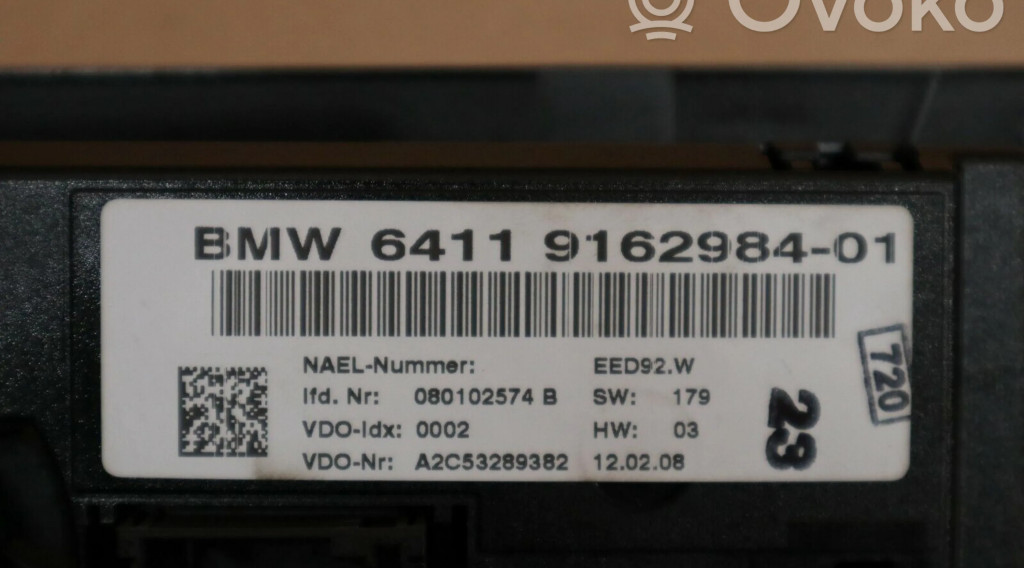 Ovoko
BMW 6411 9162984-01
NAEL-Nummer: EED92.W
lfd. Nr: 080102574 B SW: 179
VDO-Idx: 0002 HW: 03
VDO-Nr: A2C53289382 12.02.08
23
720